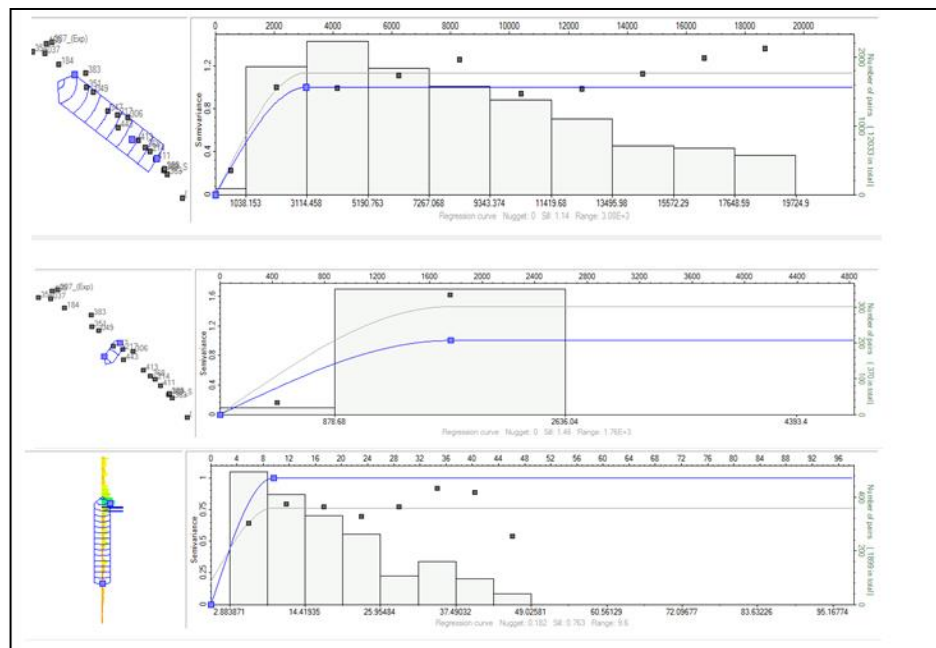 0 2000 4000 6000 8000 10000 12000 14000 16000 18000 20000
367_(Exp)
184
383
Semivariance
0 0.4 0.8 1.2
0 1000 2000
Number of pairs (12033 in total)
1038.153 3114.458 5190.763 7267.068 9343.374 11419.68 13495.98 15572.29 17648.59 19724.9
Regression curve Nugget: 0 Sill: 1.14 Range: 3.08E+3
0 400 800 1200 1600 2000 2400 2800 3200 3600 4000 4400 4800
184
383
443
413
411
Semivariance
0 0.4 0.8 1.2 1.6
0 100 200 300
Number of pairs (370 in total)
878.68 2636.04 4393.4
Regression curve Nugget: 0 Sill: 1.46 Range: 1.76E+3
0 4 8 12 16 20 24 28 32 36 40 44 48 52 56 60 64 68 72 76 80 84 88 92 96
Semivariance
0 0.25 0.5 0.75 1
0 200 400
Number of pairs (1899 in total)
2.883871 14.41935 25.95484 37.49032 49.02581 60.56129 72.09677 83.63226 95.16774
Regression curve Nugget: 0.182 Sill: 0.763 Range: 9.6